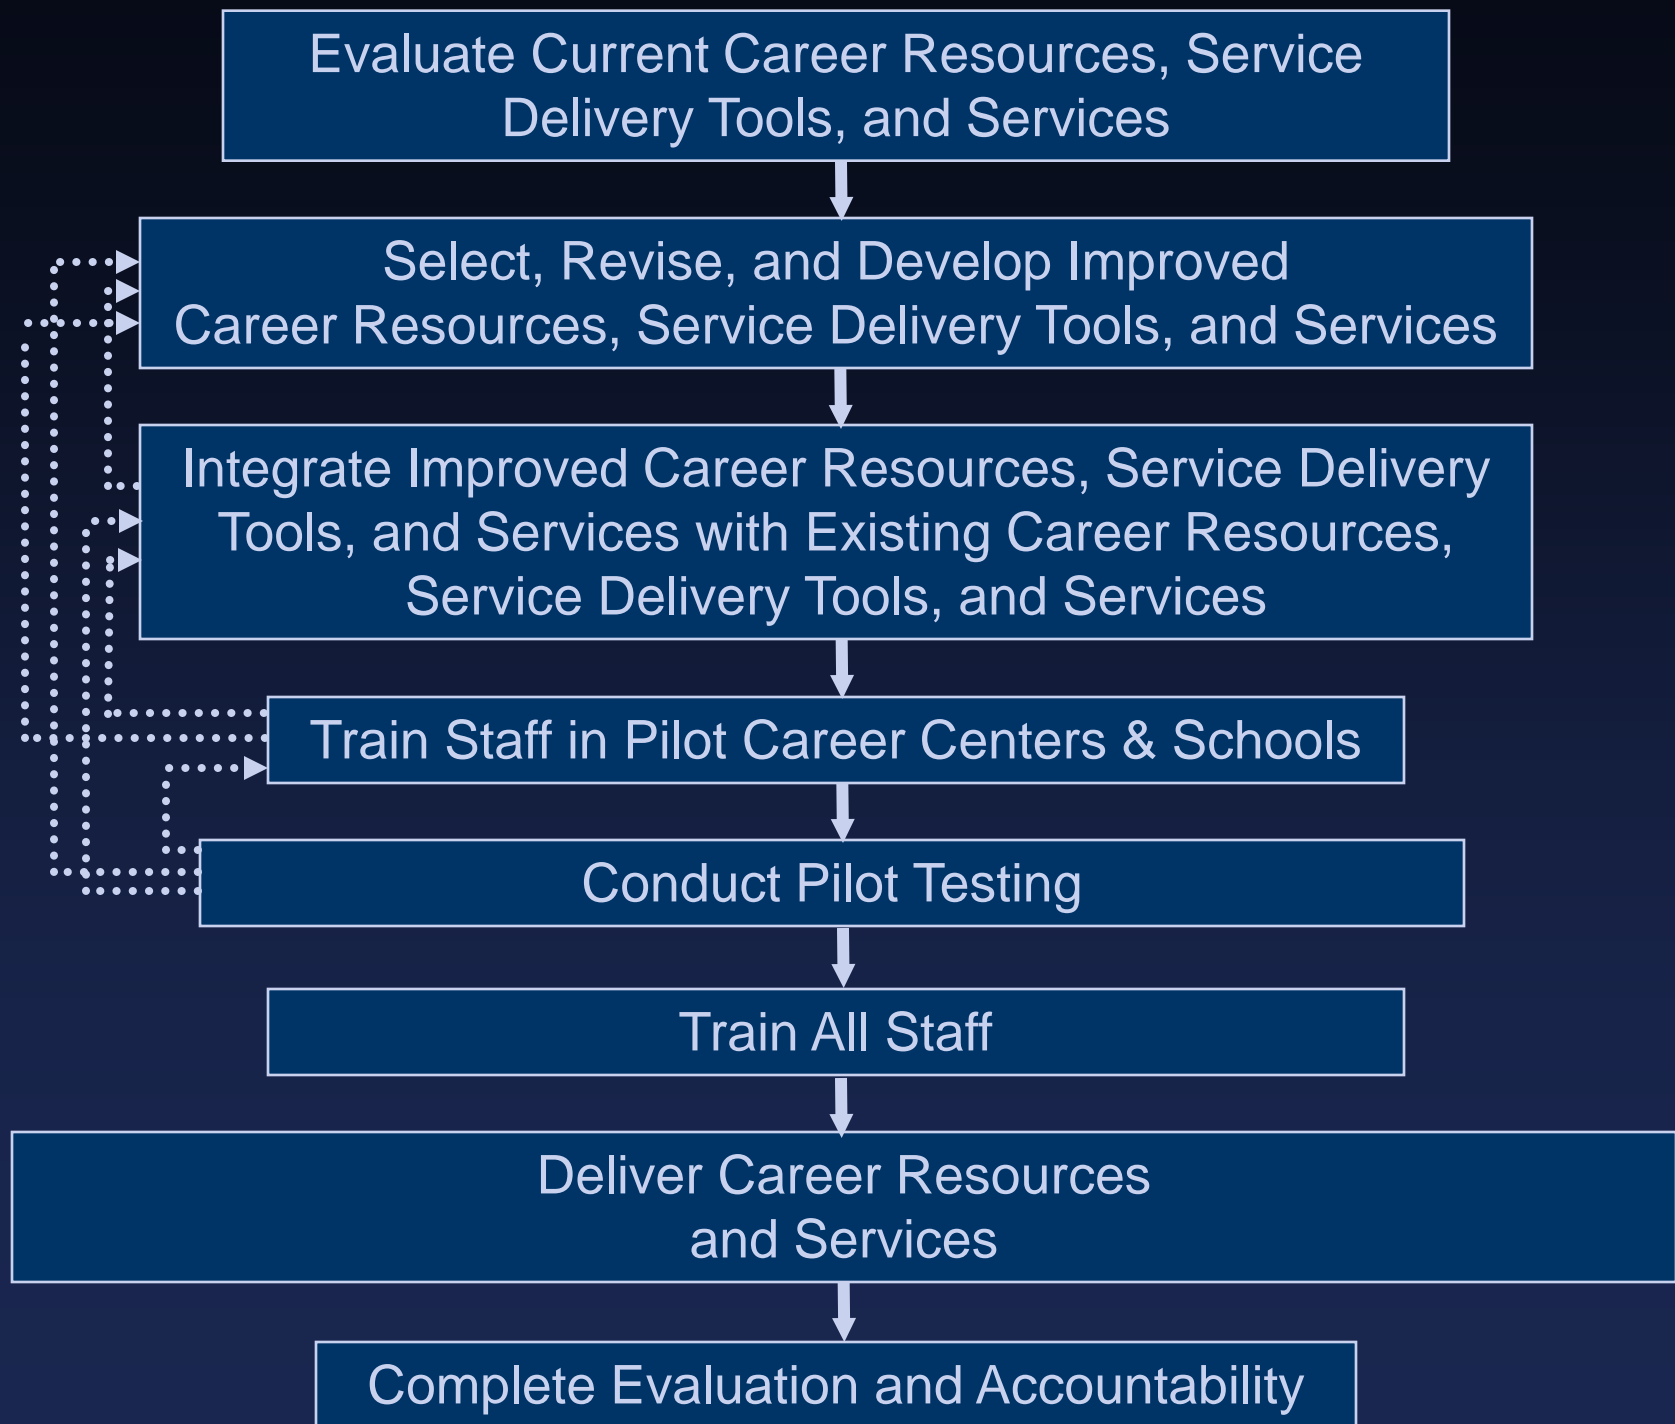 Evaluate Current Career Resources, Service
Delivery Tools, and Services
Select, Revise, and Develop Improved
Career Resources, Service Delivery Tools, and Services
Integrate Improved Career Resources, Service Delivery
Tools, and Services with Existing Career Resources,
Service Delivery Tools, and Services
Train Staff in Pilot Career Centers & Schools
Conduct Pilot Testing
Train All Staff
Deliver Career Resources
and Services
Complete Evaluation and Accountability